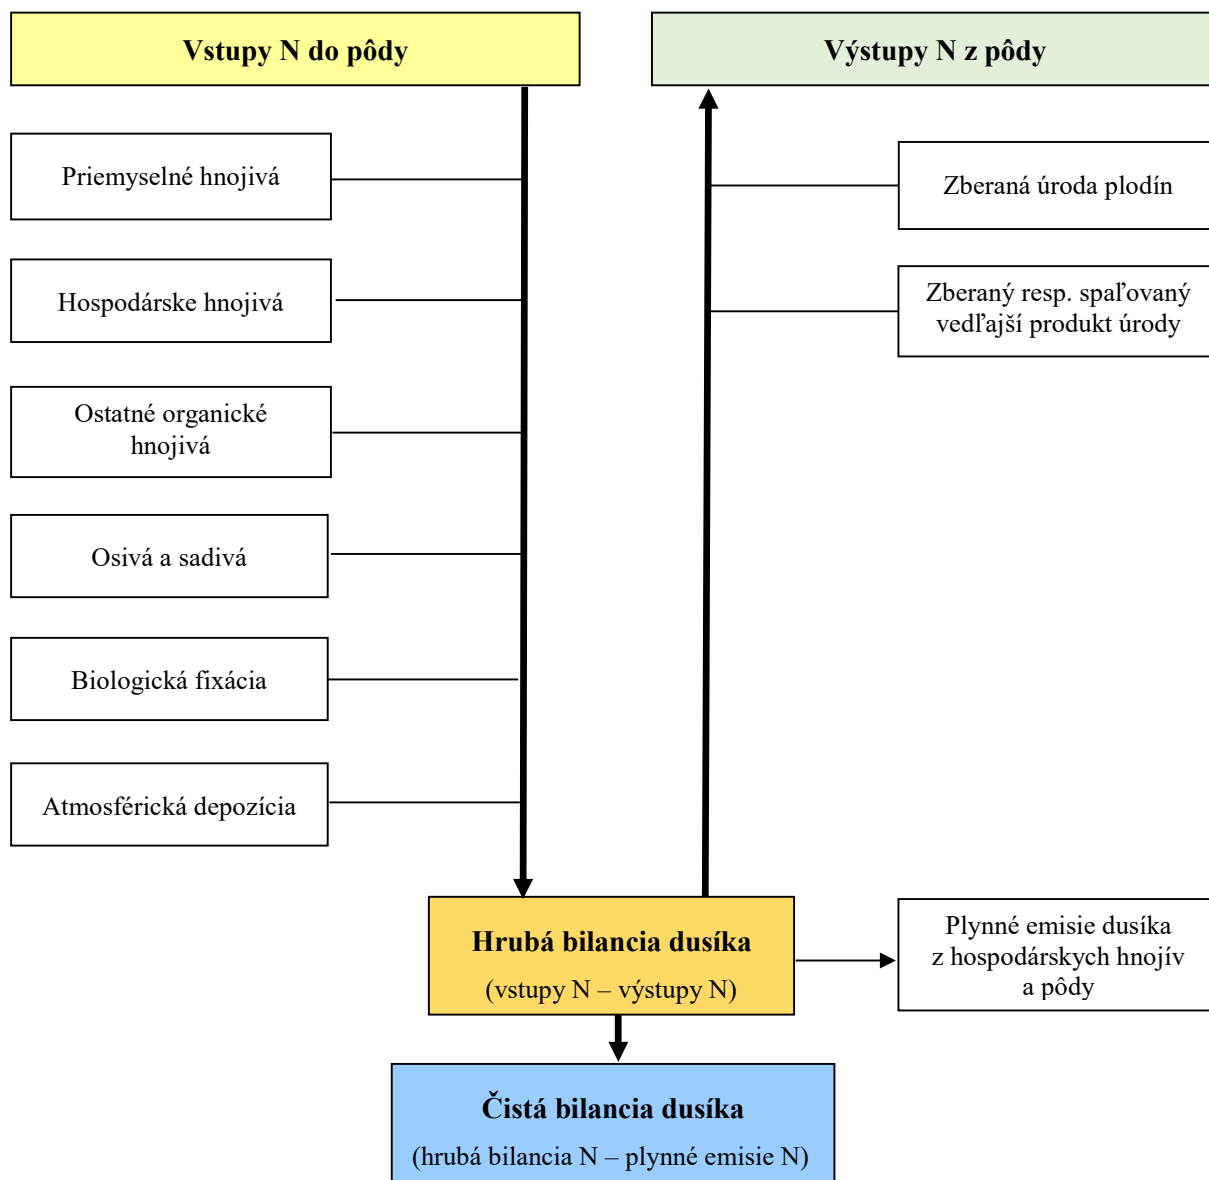 Vstupy N do pôdy
Výstupy N z pôdy
Priemyselné hnojivá
Zberaná úroda plodín
Hospodárske hnojivá
Zberaný resp. spaľovaný
vedľajší produkt úrody
Ostatné organické
hnojivá
Osivá a sadivá
Biologická fixácia
Atmosférická depozícia
Hrubá bilancia dusíka
(vstupy N – výstupy N)
Plynné emisie dusíka
z hospodárskych hnojív
a pôdy
Čistá bilancia dusíka
(hrubá bilancia N – plynné emisie N)